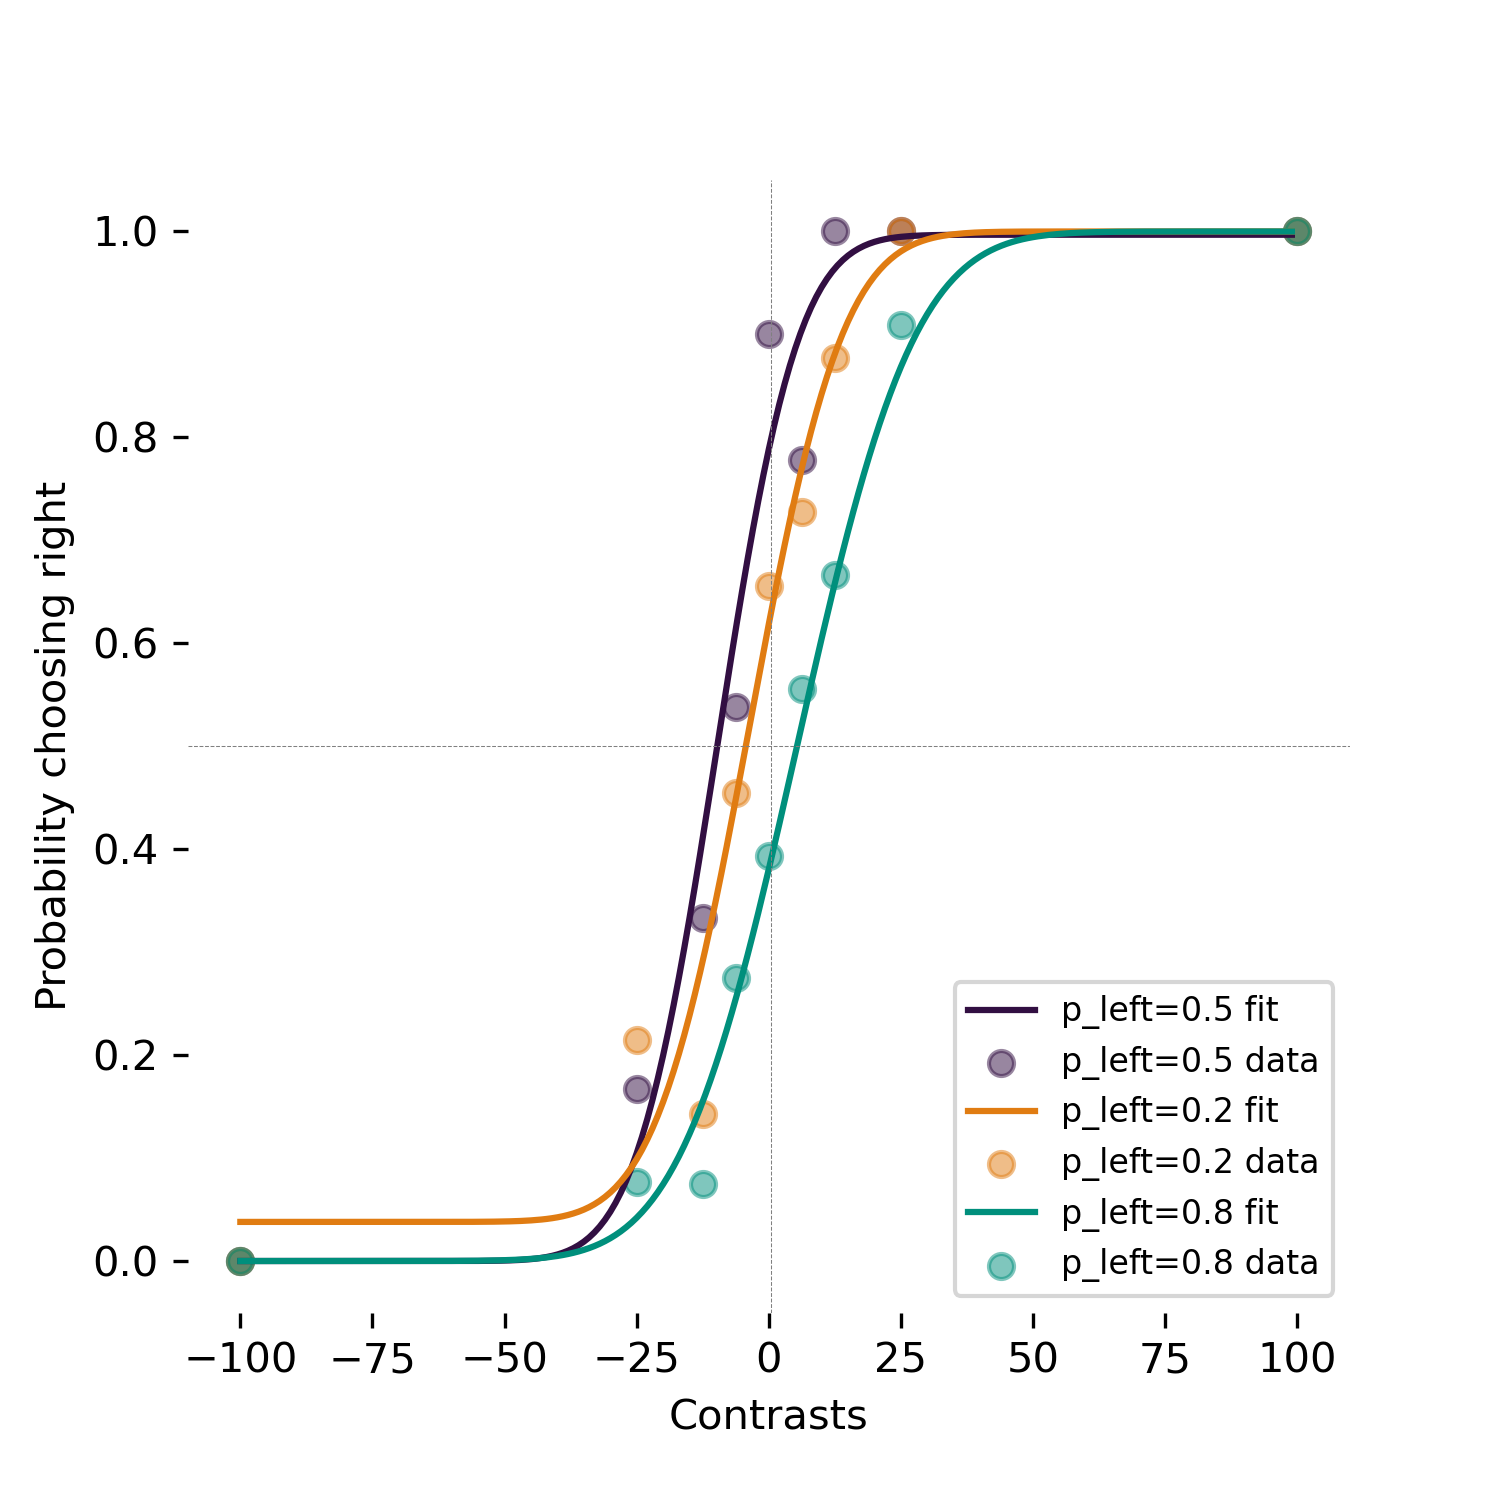 1.0
0.8
0.6
0.4
0.2
0.0
Probability choosing right
−100 −75 −50 −25 0 25 50 75 100
Contrasts
p_left=0.5 fit
p_left=0.5 data
p_left=0.2 fit
p_left=0.2 data
p_left=0.8 fit
p_left=0.8 data